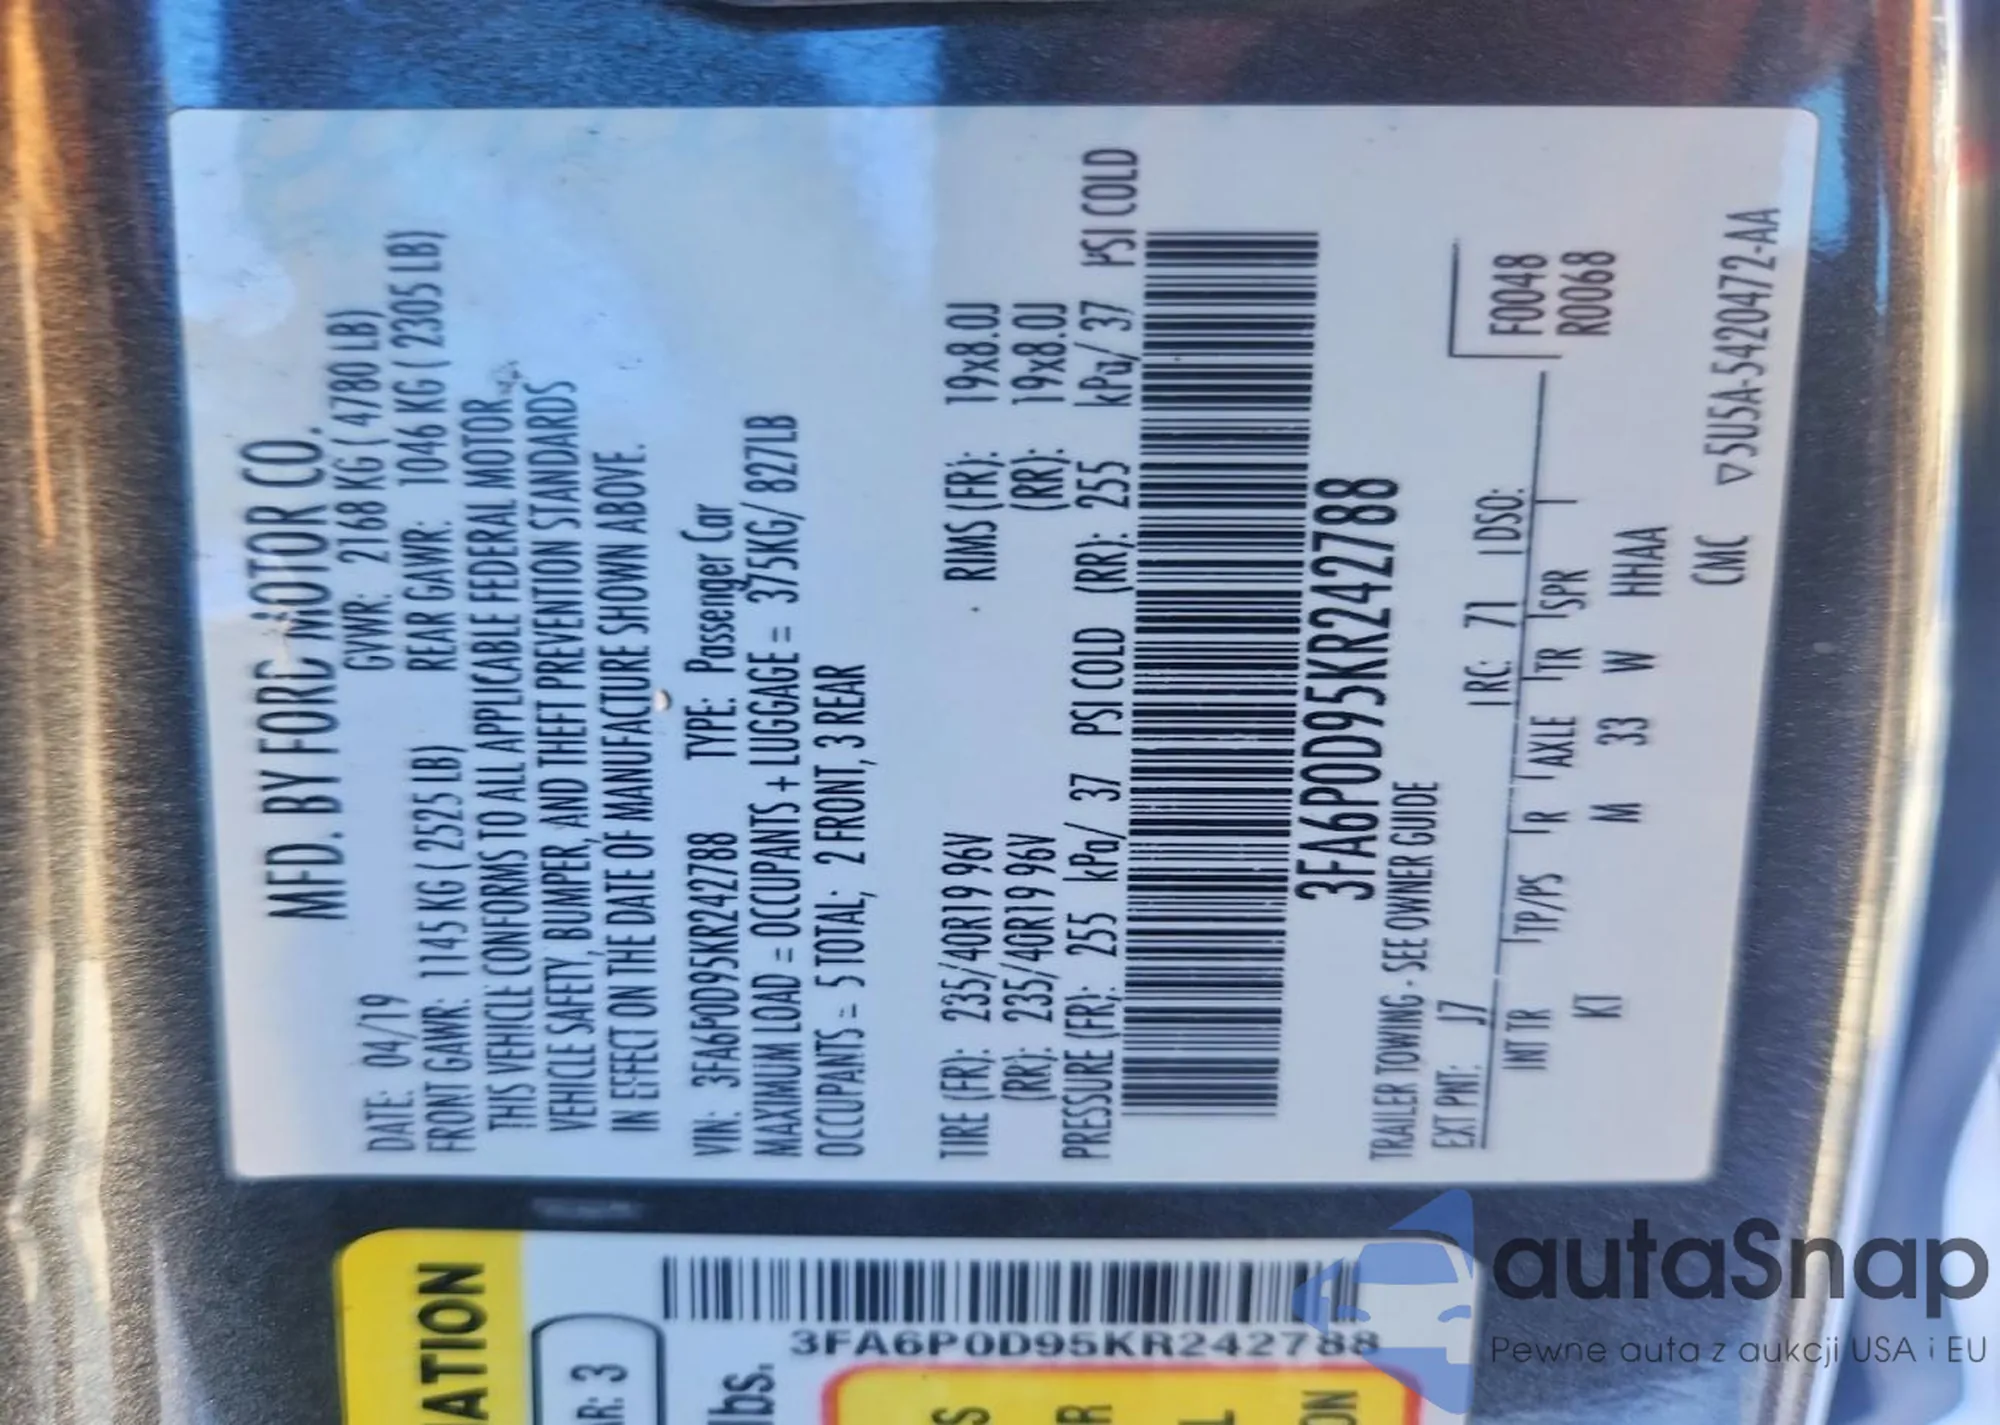 MFD. BY FORD MOTOR CO.
DATE: 04/19 GVWR: 2168 KG ( 4780 LB)
FRONT GAWR: 1145 KG ( 2525 LB) REAR GAWR: 1046 KG ( 2305 LB)
THIS VEHICLE CONFORMS TO ALL APPLICABLE FEDERAL MOTOR
VEHICLE SAFETY, BUMPER, AND THEFT PREVENTION STANDARDS
IN EFFECT ON THE DATE OF MANUFACTURE SHOWN ABOVE.
VIN: 3FA6P0D95KR242788 TYPE: Passenger Car
MAXIMUM LOAD = OCCUPANTS + LUGGAGE = 375KG/ 827LB
OCCUPANTS = 5 TOTAL; 2 FRONT, 3 REAR
TIRE (FR): 235/40R19 96V RIMS (FR): 19x8.0J
(RR): 235/40R19 96V (RR): 19x8.0J
PRESSURE (FR): 255 kPa/ 37 PSI COLD (RR): 255 kPa/ 37 PSI COLD
3FA6P0D95KR242788
TRAILER TOWING - SEE OWNER GUIDE
EXT PNT: J7 RC: 71 DSO: F0048
INT TR TP/PS R AXLE TR SPR R0068
KT M 33 W HHAA
CMC ▽5U5A-5420472-AA
ATION
AR: 3
lbs.
3FA6P0D95KR242788
autaSnap
Pewne auta z aukcji USA i EU